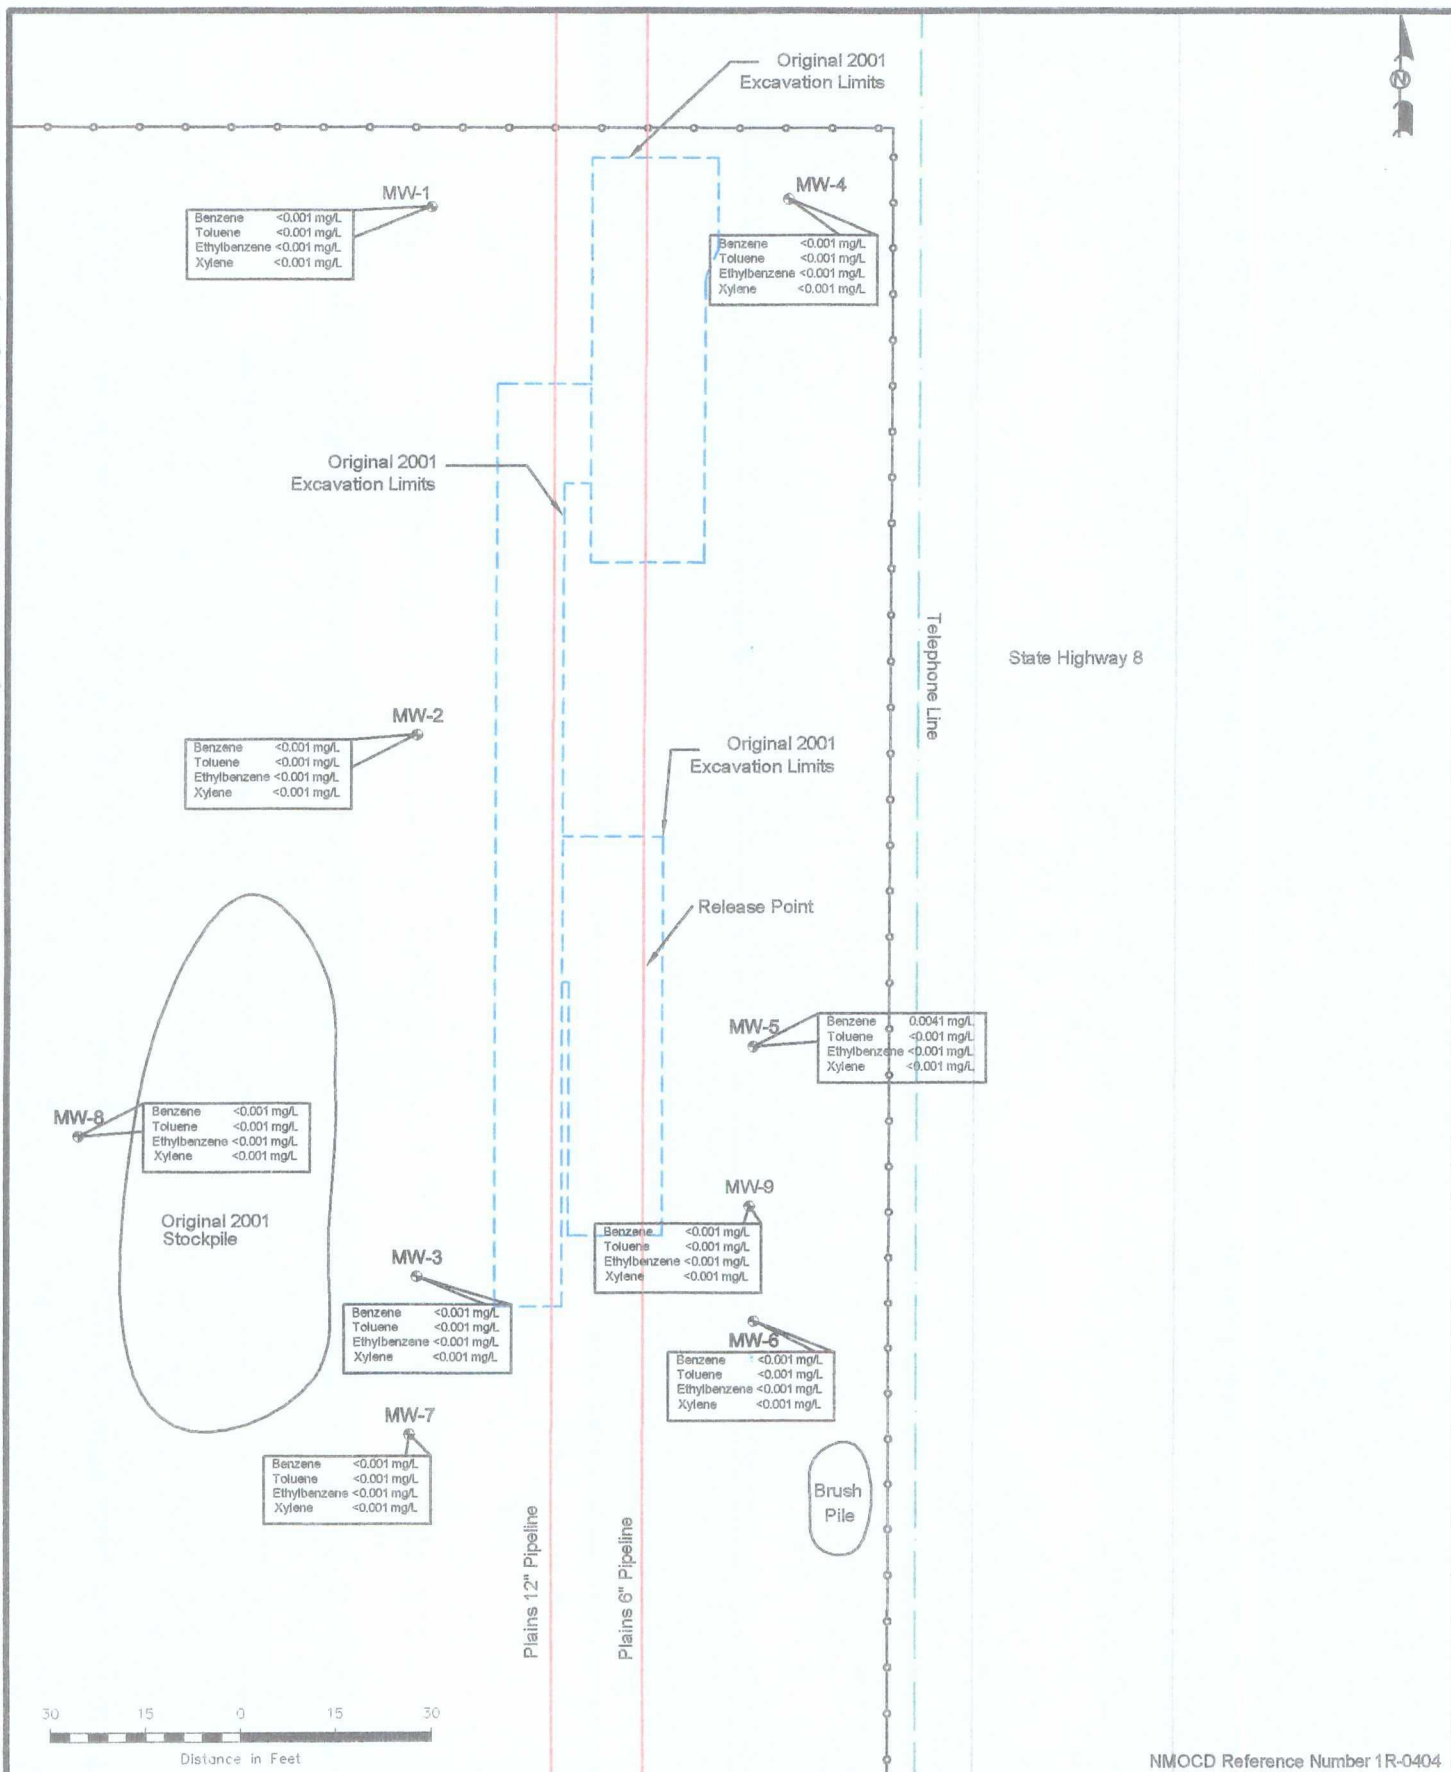 Original 2001
Excavation Limits
N
MW-1
Benzene <0.001 mg/L
Toluene <0.001 mg/L
Ethylbenzene <0.001 mg/L
Xylene <0.001 mg/L
MW-4
Benzene <0.001 mg/L
Toluene <0.001 mg/L
Ethylbenzene <0.001 mg/L
Xylene <0.001 mg/L
Original 2001
Excavation Limits
Telephone Line
State Highway 8
MW-2
Benzene <0.001 mg/L
Toluene <0.001 mg/L
Ethylbenzene <0.001 mg/L
Xylene <0.001 mg/L
Original 2001
Excavation Limits
Release Point
MW-5
Benzene 0.0041 mg/L
Toluene <0.001 mg/L
Ethylbenzene <0.001 mg/L
Xylene <0.001 mg/L
MW-8
Benzene <0.001 mg/L
Toluene <0.001 mg/L
Ethylbenzene <0.001 mg/L
Xylene <0.001 mg/L
Original 2001
Stockpile
MW-9
Benzene <0.001 mg/L
Toluene <0.001 mg/L
Ethylbenzene <0.001 mg/L
Xylene <0.001 mg/L
MW-3
Benzene <0.001 mg/L
Toluene <0.001 mg/L
Ethylbenzene <0.001 mg/L
Xylene <0.001 mg/L
MW-6
Benzene <0.001 mg/L
Toluene <0.001 mg/L
Ethylbenzene <0.001 mg/L
Xylene <0.001 mg/L
MW-7
Benzene <0.001 mg/L
Toluene <0.001 mg/L
Ethylbenzene <0.001 mg/L
Xylene <0.001 mg/L
Brush
Pile
Plains 12" Pipeline
Plains 6" Pipeline
30 15 0 15 30
Distance in Feet
NMOCD Reference Number 1R-0404